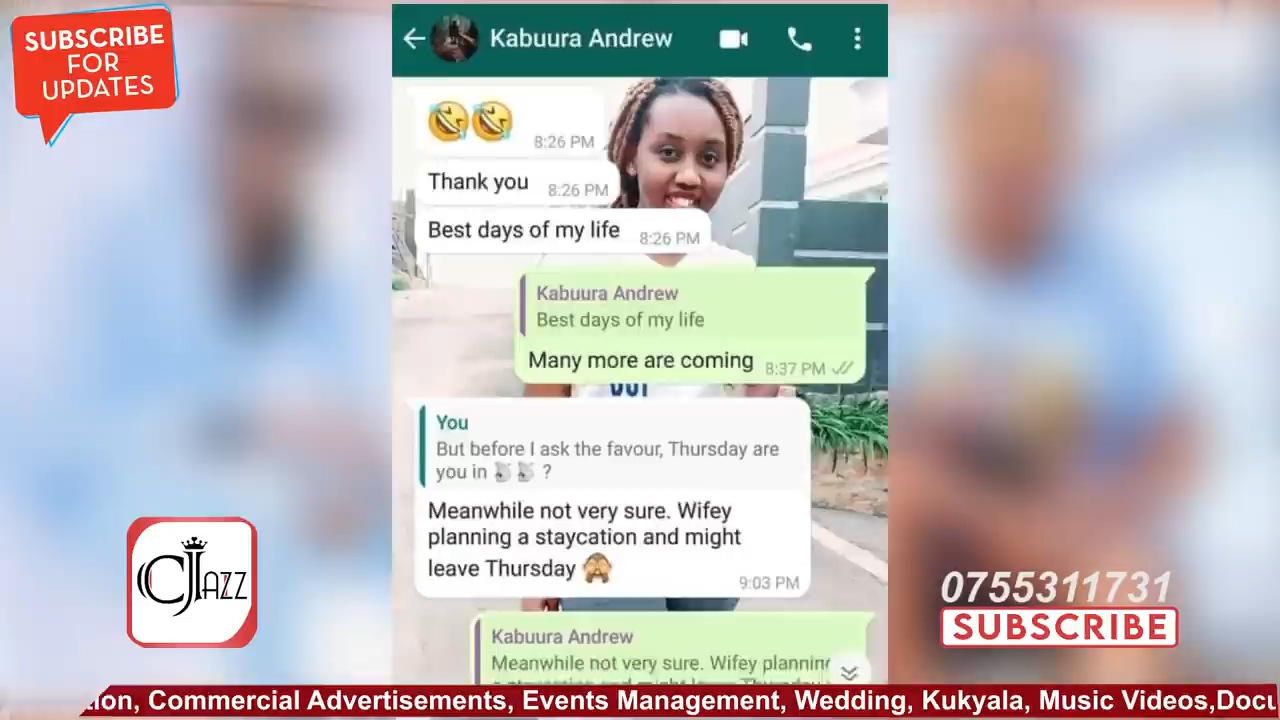 SUBSCRIBE
FOR
UPDATES
Kabuura Andrew
8:26 PM
Thank you 8:26 PM
Best days of my life 8:26 PM
Kabuura Andrew
Best days of my life
Many more are coming 8:37 PM
You
But before I ask the favour, Thursday are
you in ?
Meanwhile not very sure. Wifey
planning a staycation and might
leave Thursday
9:03 PM
Kabuura Andrew
Meanwhile not very sure. Wifey plannin
CJAZZ
0755311731
SUBSCRIBE
tion, Commercial Advertisements, Events Management, Wedding, Kukyala, Music Videos,Docu